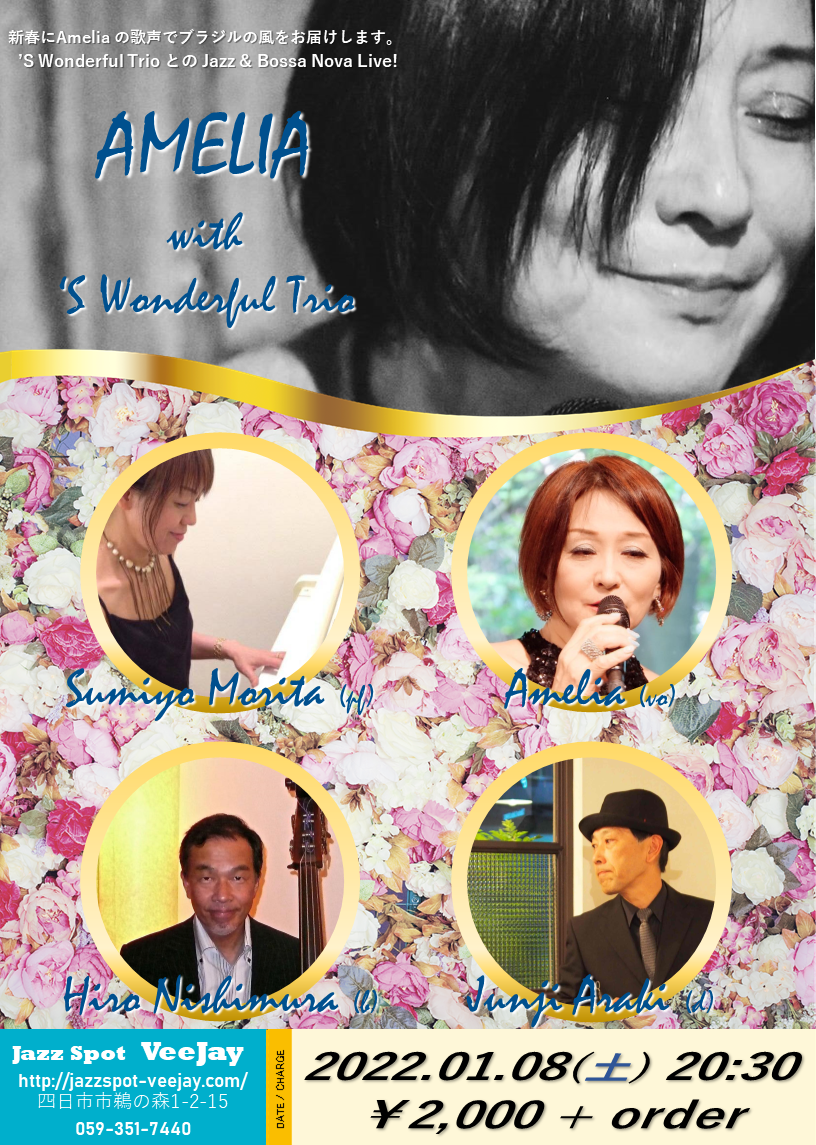 新春にAmelia の歌声でブラジルの風をお届けします。
’S Wonderful Trio との Jazz & Bossa Nova Live!
AMELIA
with
‘S Wonderful Trio
Sumiyo Morita (pf)
Amelia (vo)
Hiro Nishimura (b)
Junji Araki (d)
Jazz Spot VeeJay
http://jazzspot-veejay.com/
四日市市鵜の森1-2-15
059-351-7440
DATE / CHARGE
2022.01.08(土) 20:30
￥2,000 + order